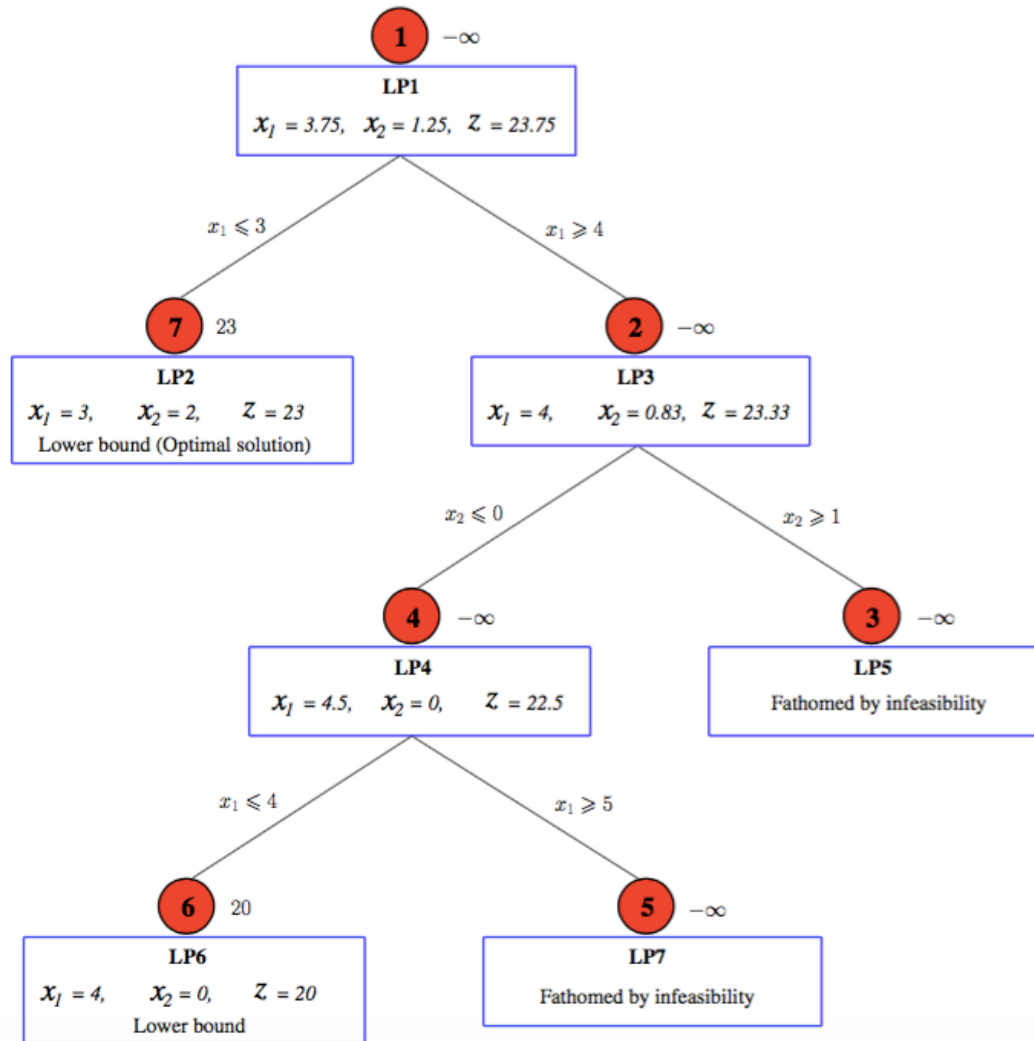 1 −∞
LP1
x₁ = 3.75, x₂ = 1.25, z = 23.75
x₁ ⩽ 3
x₁ ⩾ 4
7 23
2 −∞
LP2
x₁ = 3, x₂ = 2, z = 23
Lower bound (Optimal solution)
LP3
x₁ = 4, x₂ = 0.83, z = 23.33
x₂ ⩽ 0
x₂ ⩾ 1
4 −∞
3 −∞
LP4
x₁ = 4.5, x₂ = 0, z = 22.5
LP5
Fathomed by infeasibility
x₁ ⩽ 4
x₁ ⩾ 5
6 20
5 −∞
LP6
x₁ = 4, x₂ = 0, z = 20
Lower bound
LP7
Fathomed by infeasibility